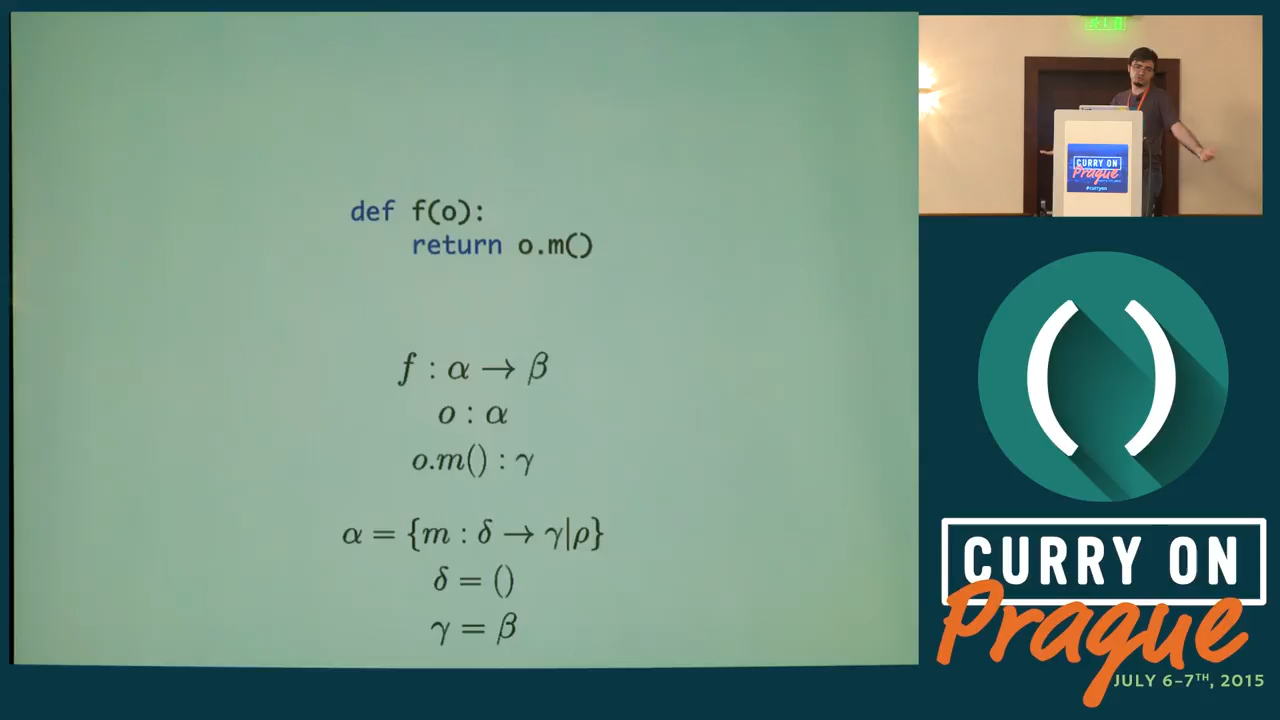 def f(o):
return o.m()
f : α → β
o : α
o.m() : γ
α = {m : δ → γ|ρ}
δ = ()
γ = β
CURRY ON
Prague
#curryon
( )
CURRY ON
Prague
JULY 6-7TH, 2015